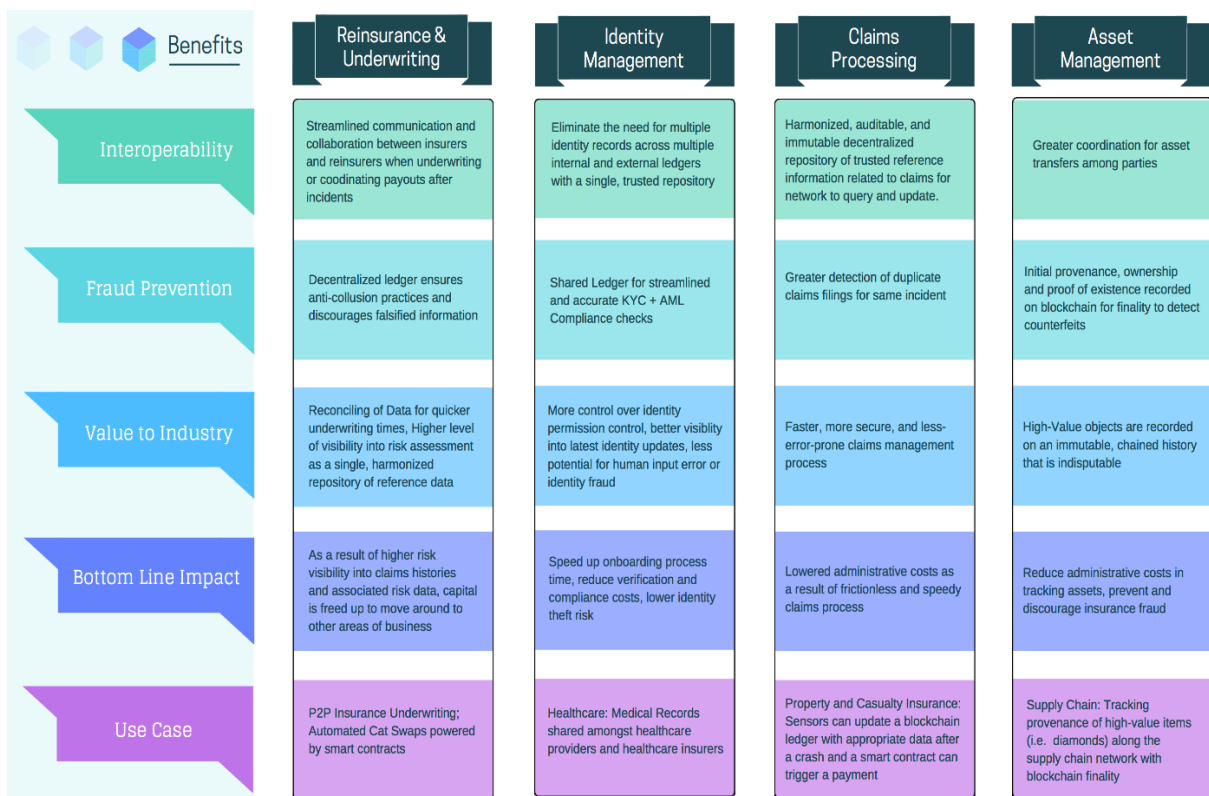 Benefits
Reinsurance &
Underwriting
Identity
Management
Claims
Processing
Asset
Management
Interoperability
Streamlined communication and
collaboration between insurers
and reinsurers when underwriting
or coodinating payouts after
incidents
Eliminate the need for multiple
identity records across multiple
internal and external ledgers
with a single, trusted repository
Harmonized, auditable, and
immutable decentralized
repository of trusted reference
information related to claims for
network to query and update.
Greater coordination for asset
transfers among parties
Fraud Prevention
Decentralized ledger ensures
anti-collusion practices and
discourages falsified information
Shared Ledger for streamlined
and accurate KYC + AML
Compliance checks
Greater detection of duplicate
claims filings for same incident
Initial provenance, ownership
and proof of existence recorded
on blockchain for finality to detect
counterfeits
Value to Industry
Reconciling of Data for quicker
underwriting times, Higher level
of visibility into risk assessment
as a single, harmonized
repository of reference data
More control over identity
permission control, better visiblity
into latest identity updates, less
potential for human input error or
identity fraud
Faster, more secure, and less-
error-prone claims management
process
High-Value objects are recorded
on an immutable, chained history
that is indisputable
Bottom Line Impact
As a result of higher risk
visibility into claims histories
and associated risk data, capital
is freed up to move around to
other areas of business
Speed up onboarding process
time, reduce verification and
compliance costs, lower identity
theft risk
Lowered administrative costs as
a result of frictionless and speedy
claims process
Reduce administrative costs in
tracking assets, prevent and
discourage insurance fraud
Use Case
P2P Insurance Underwriting;
Automated Cat Swaps powered
by smart contracts
Healthcare: Medical Records
shared amongst healthcare
providers and healthcare insurers
Property and Casualty Insurance:
Sensors can update a blockchain
ledger with appropriate data after
a crash and a smart contract can
trigger a payment
Supply Chain: Tracking
provenance of high-value items
(i.e. diamonds) along the
supply chain network with
blockchain finality